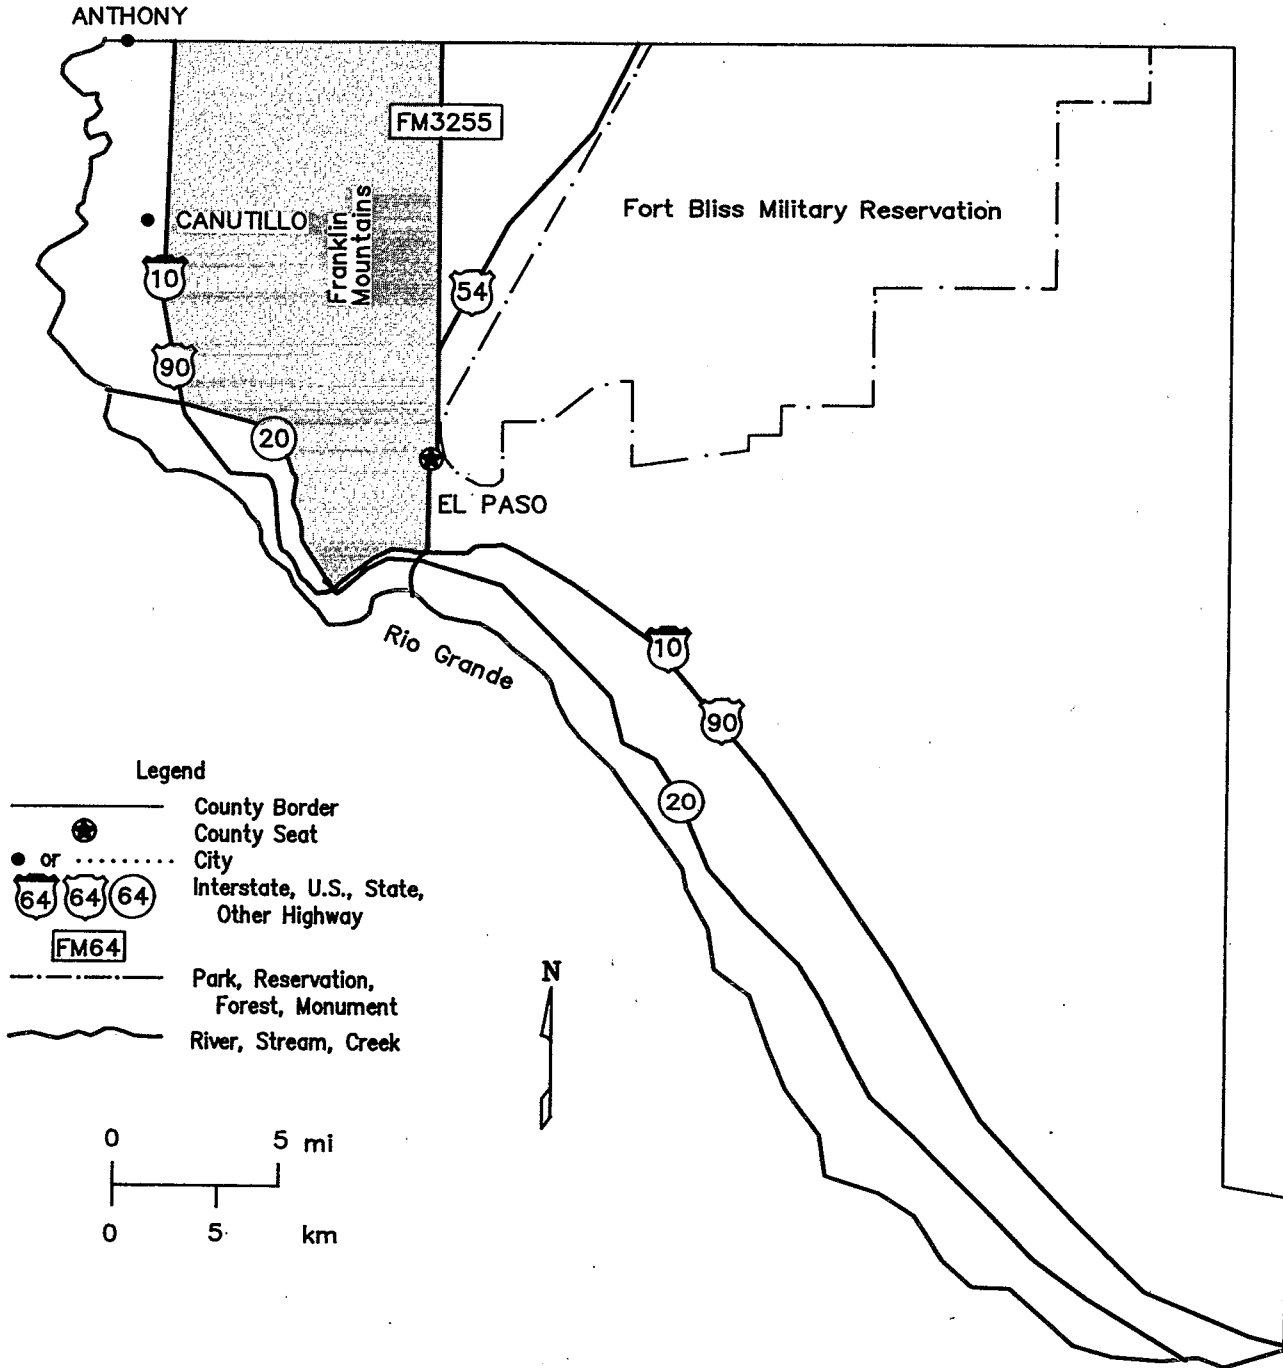 ANTHONY
FM3255
Fort Bliss Military Reservation
CANUTILLO
Franklin
Mountains
10
54
90
20
EL PASO
Rio Grande
10
90
20
Legend
County Border
County Seat
or
City
64 64 64
Interstate, U.S., State,
Other Highway
FM64
Park, Reservation,
Forest, Monument
River, Stream, Creek
N
0 5 mi
0 5 km